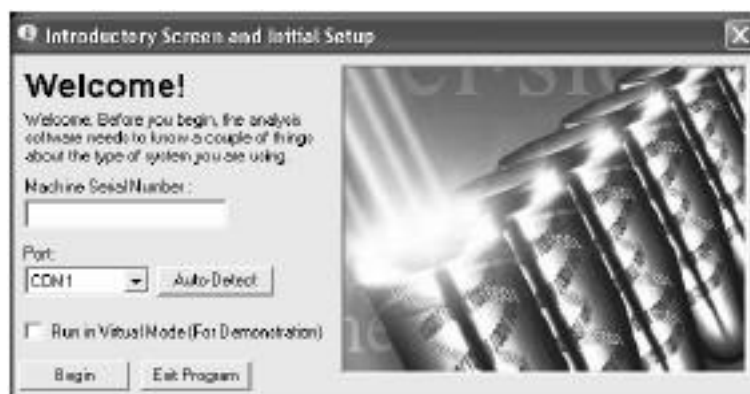 Introductory Screen and Initial Setup
Welcome!
Welcome. Before you begin, the analysis
software needs to know a couple of things
about the type of system you are using
Machine Serial Number :
Port:
COM1
Auto-Detect
Run in Virtual Mode (For Demonstration)
Begin
Exit Program